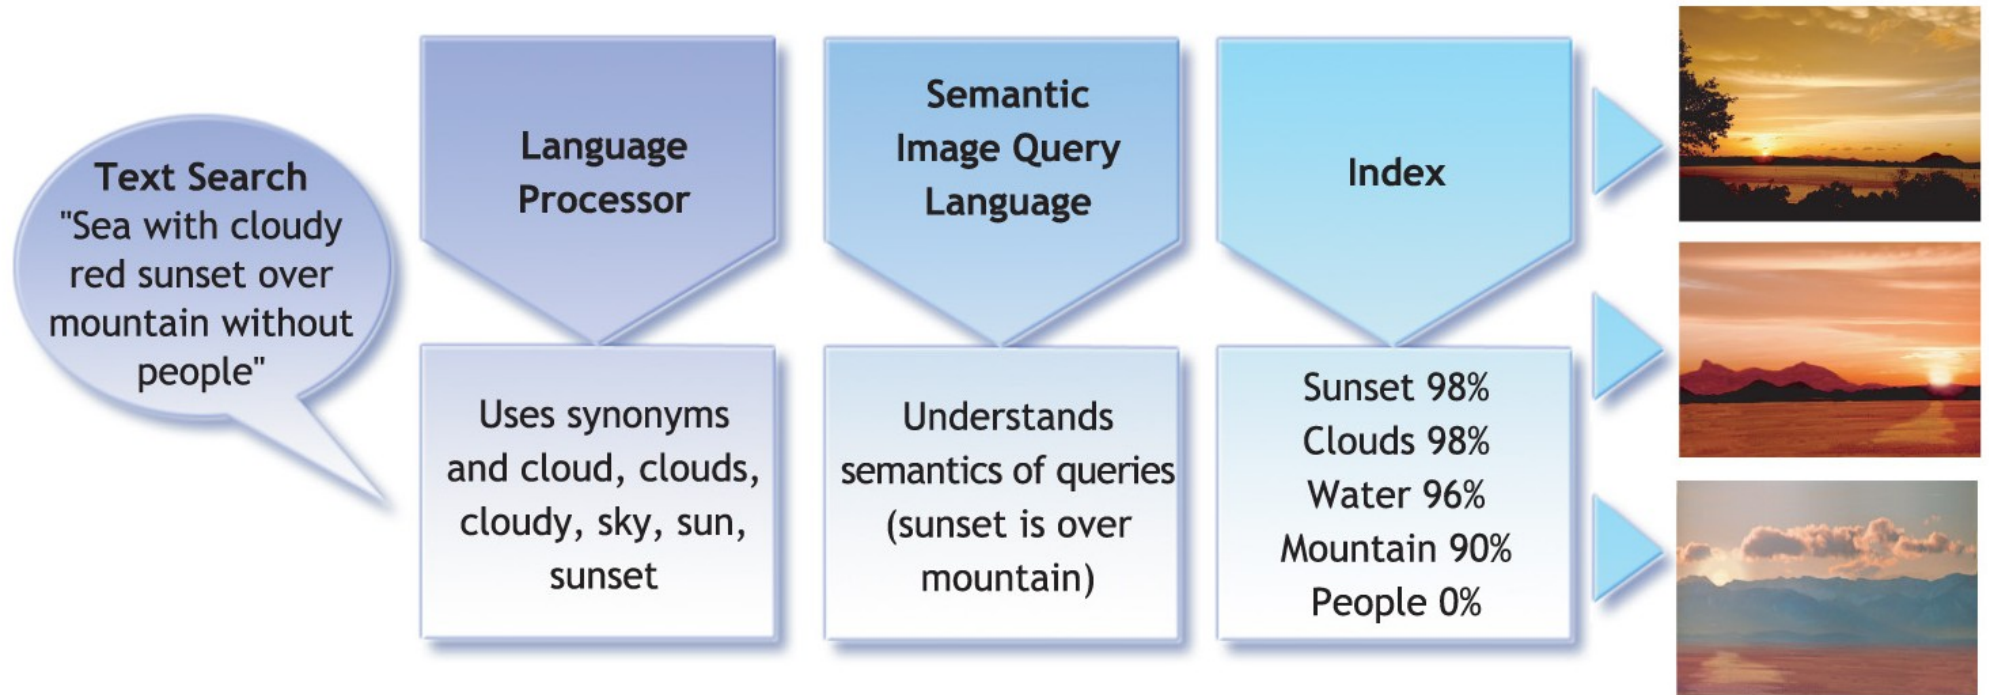 Text Search
"Sea with cloudy
red sunset over
mountain without
people"
Language
Processor
Uses synonyms
and cloud, clouds,
cloudy, sky, sun,
sunset
Semantic
Image Query
Language
Understands
semantics of queries
(sunset is over
mountain)
Index
Sunset 98%
Clouds 98%
Water 96%
Mountain 90%
People 0%